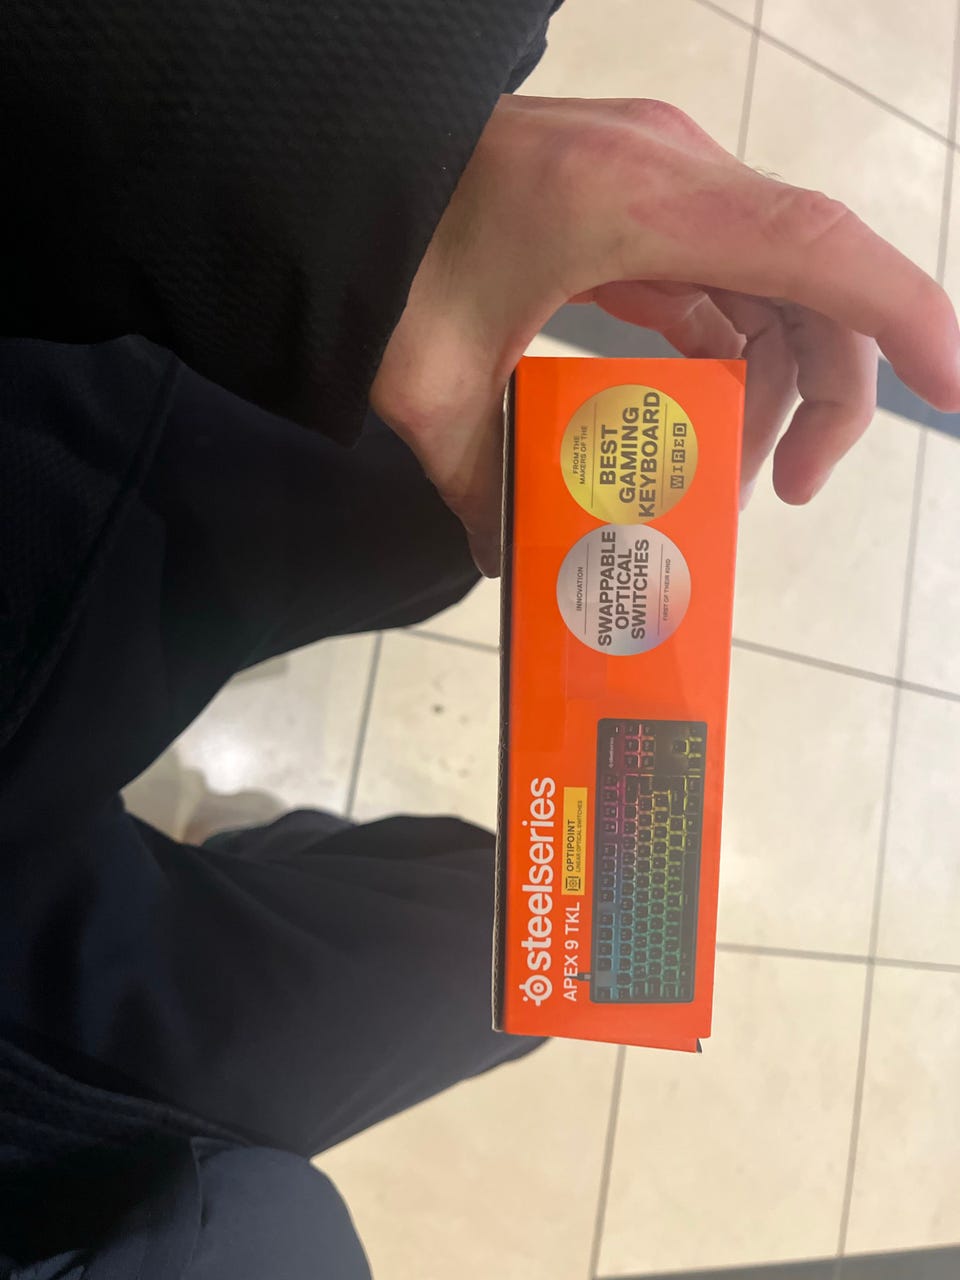 steelseries
APEX 9 TKL
OPTIPOINT
LINEAR OPTICAL SWITCHES
INNOVATION
SWAPPABLE
OPTICAL
SWITCHES
FIRST OF THEIR KIND
FROM THE
MAKERS OF THE
BEST
GAMING
KEYBOARD
WIRED